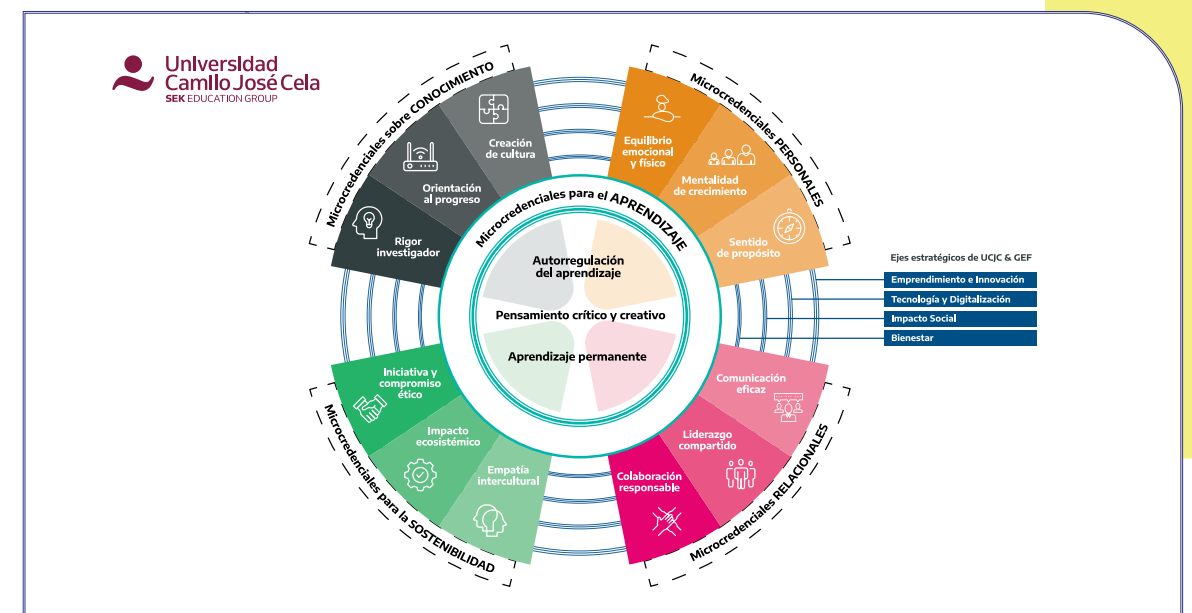 Universidad
Camilo José Cela
SEK EDUCATION GROUP
Microcredenciales sobre CONOCIMIENTO
Creación
de cultura
Orientación
al progreso
Rigor
investigador
Microcredenciales PERSONALES
Equilibrio
emocional
y físico
Mentalidad
de crecimiento
Sentido
de propósito
Microcredenciales para el APRENDIZAJE
Autorregulación
del aprendizaje
Pensamiento crítico y creativo
Aprendizaje permanente
Ejes estratégicos de UCJC & GEF
Emprendimiento e Innovación
Tecnología y Digitalización
Impacto Social
Bienestar
Iniciativa y
compromiso
ético
Impacto
ecosistémico
Empatía
intercultural
Microcredenciales para la SOSTENIBILIDAD
Comunicación
eficaz
Liderazgo
compartido
Colaboración
responsable
Microcredenciales RELACIONALES